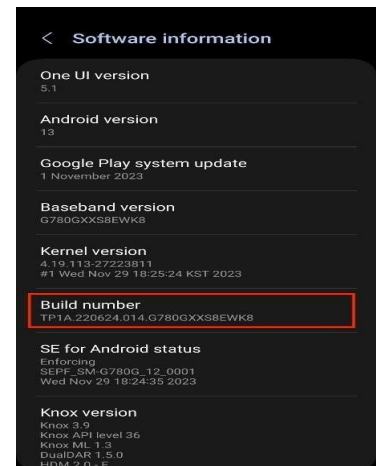 < Software information
One UI version
5.1
Android version
13
Google Play system update
1 November 2023
Baseband version
G780GXXS8EWK8
Kernel version
4.19.113-27223811
#1 Wed Nov 29 18:25:24 KST 2023
Build number
TP1A.220624.014.G780GXXS8EWK8
SE for Android status
Enforcing
SEPF_SM-G780G_12_0001
Wed Nov 29 18:24:35 2023
Knox version
Knox 3.9
Knox API level 36
Knox ML 1.3
DualDAR 1.5.0
HDM 2.0 - F